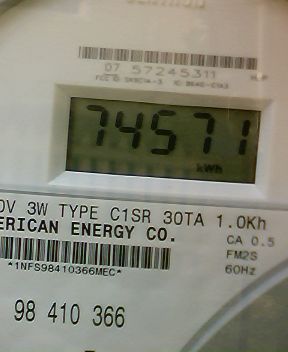 07 57245311
74571
kWh
0V 3W TYPE C1SR 30TA 1.0Kh
ERICAN ENERGY CO.
CA 0.5
FM2S
60Hz
*1NFS98410366MEC*
98 410 366